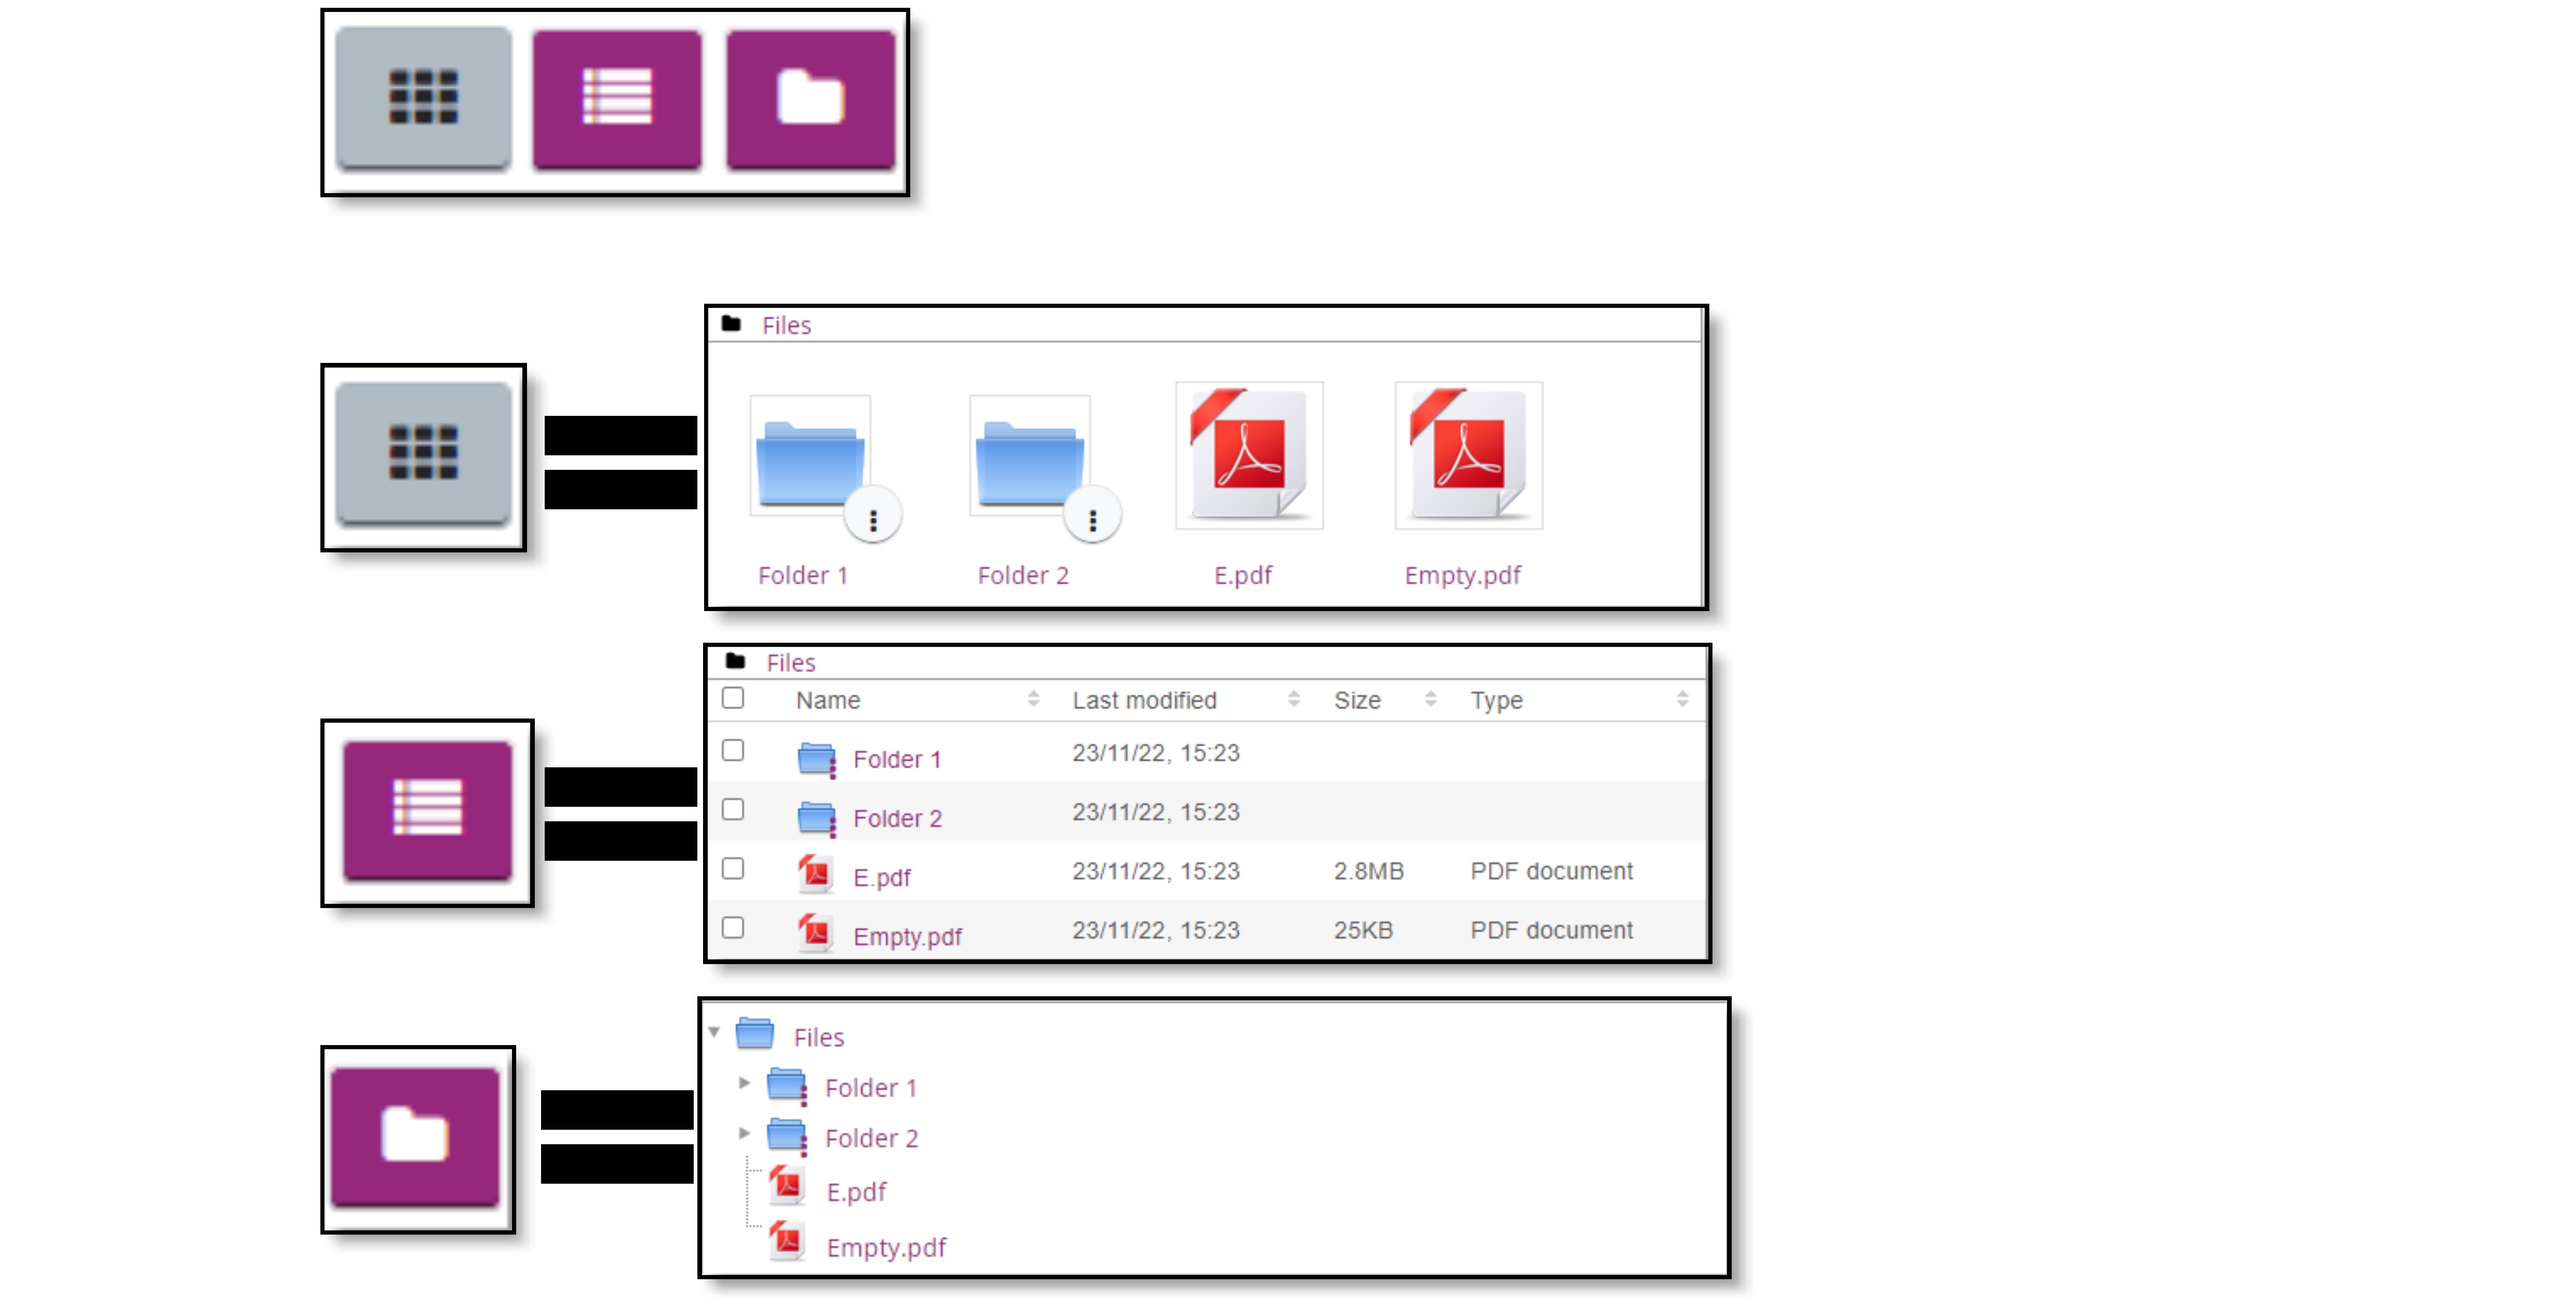 Files
Folder 1 Folder 2 E.pdf Empty.pdf
Files
Name Last modified Size Type
Folder 1 23/11/22, 15:23
Folder 2 23/11/22, 15:23
E.pdf 23/11/22, 15:23 2.8MB PDF document
Empty.pdf 23/11/22, 15:23 25KB PDF document
Files
Folder 1
Folder 2
E.pdf
Empty.pdf